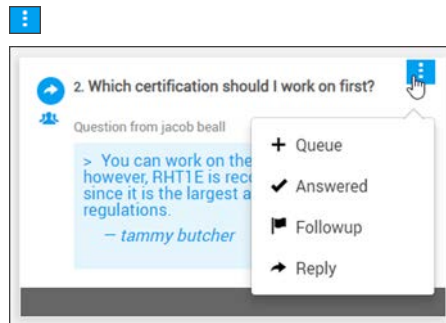 2. Which certification should I work on first?
Question from jacob beall
> You can work on the
however, RHT1E is reco
since it is the largest a
regulations.
– tammy butcher
+ Queue
Answered
Followup
Reply